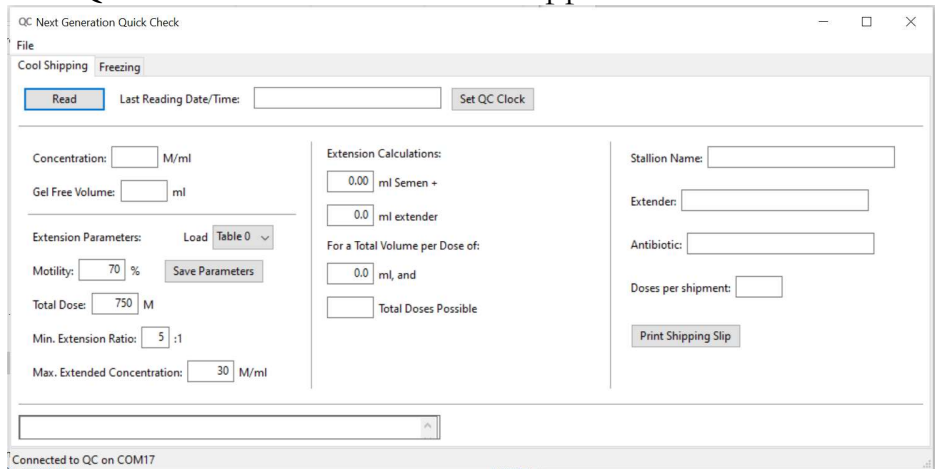 QC Next Generation Quick Check
File
Cool Shipping Freezing
Read Last Reading Date/Time: Set QC Clock
Concentration: M/ml
Gel Free Volume: ml
Extension Parameters: Load Table 0
Motility: 70 % Save Parameters
Total Dose: 750 M
Min. Extension Ratio: 5 :1
Max. Extended Concentration: 30 M/ml
Extension Calculations:
0.00 ml Semen +
0.0 ml extender
For a Total Volume per Dose of:
0.0 ml, and
Total Doses Possible
Stallion Name:
Extender:
Antibiotic:
Doses per shipment:
Print Shipping Slip
Connected to QC on COM17